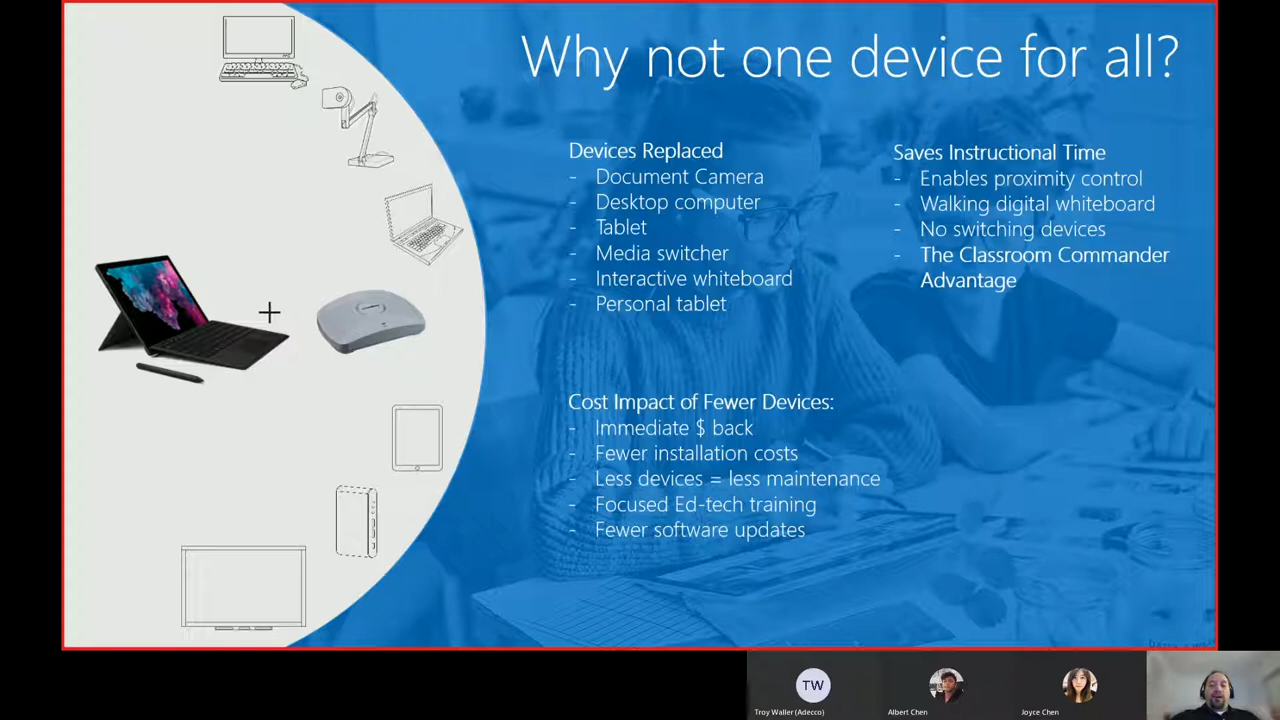 Why not one device for all?
Devices Replaced
- Document Camera
- Desktop computer
- Tablet
- Media switcher
- Interactive whiteboard
- Personal tablet
Saves Instructional Time
- Enables proximity control
- Walking digital whiteboard
- No switching devices
- The Classroom Commander
Advantage
+
Cost Impact of Fewer Devices:
- Immediate $ back
- Fewer installation costs
- Less devices = less maintenance
- Focused Ed-tech training
- Fewer software updates
TW
Troy Waller (Adecco)
Albert Chen
Joyce Chen